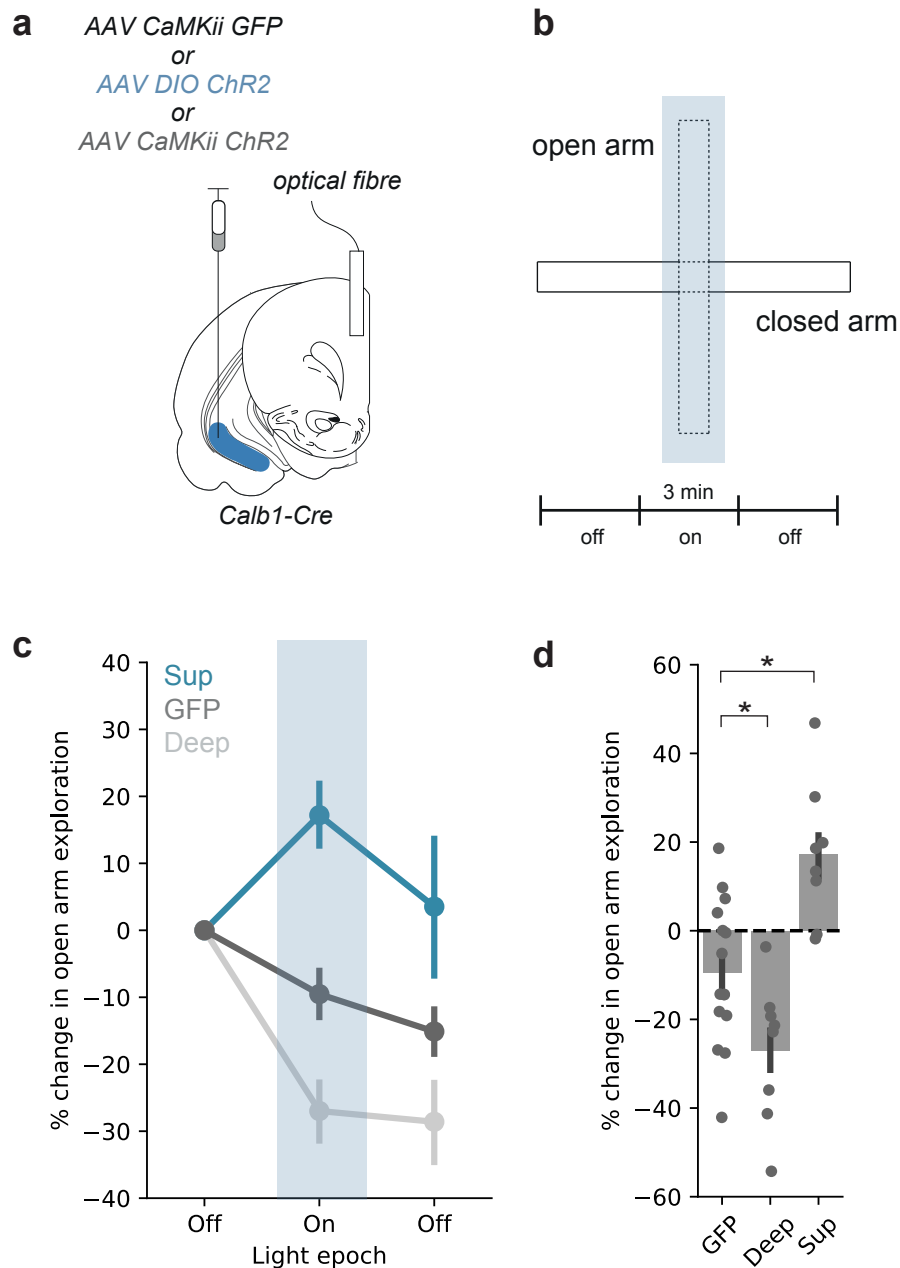 a
AAV CaMKii GFP
or
AAV DIO ChR2
or
AAV CaMKii ChR2
optical fibre
Calb1-Cre
b
open arm
closed arm
3 min
off on off
c
Sup
GFP
Deep
% change in open arm exploration
40
30
20
10
0
−10
−20
−30
−40
Off On Off
Light epoch
d
% change in open arm exploration
60
40
20
0
−20
−40
−60
*
*
GFP Deep Sup